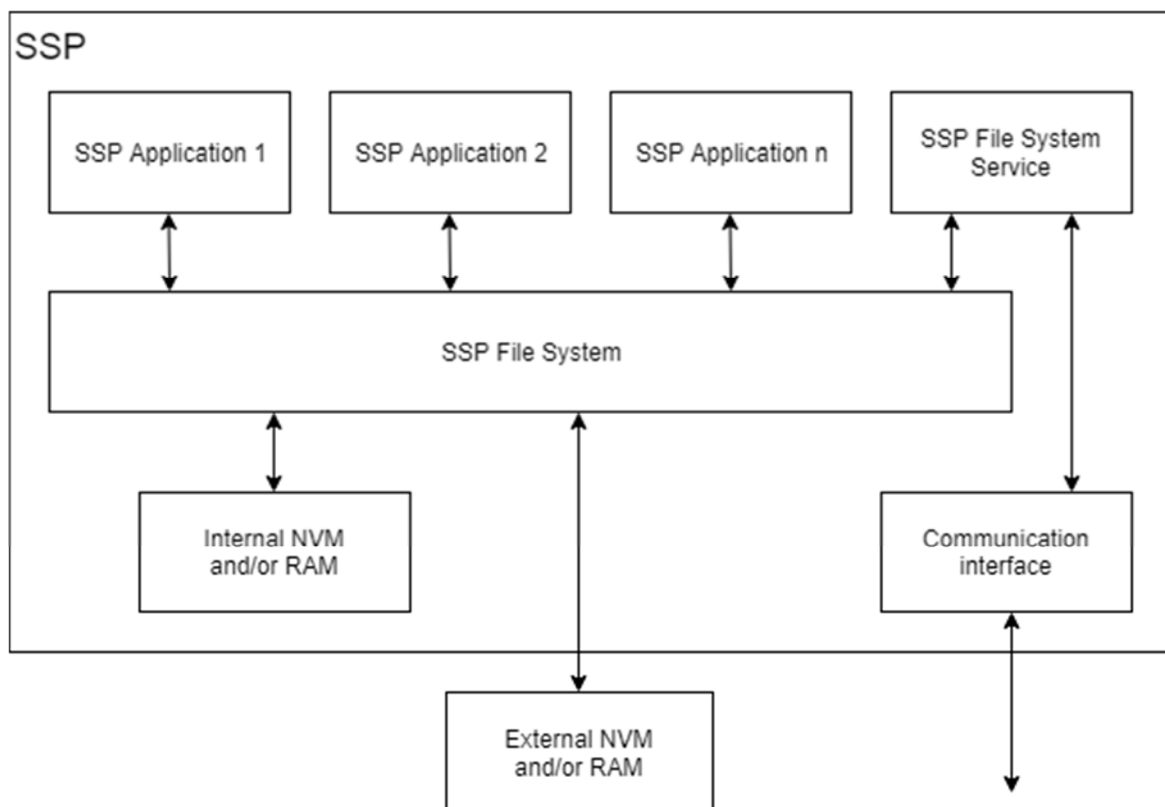 SSP
SSP Application 1
SSP Application 2
SSP Application n
SSP File System
Service
SSP File System
Internal NVM
and/or RAM
Communication
interface
External NVM
and/or RAM